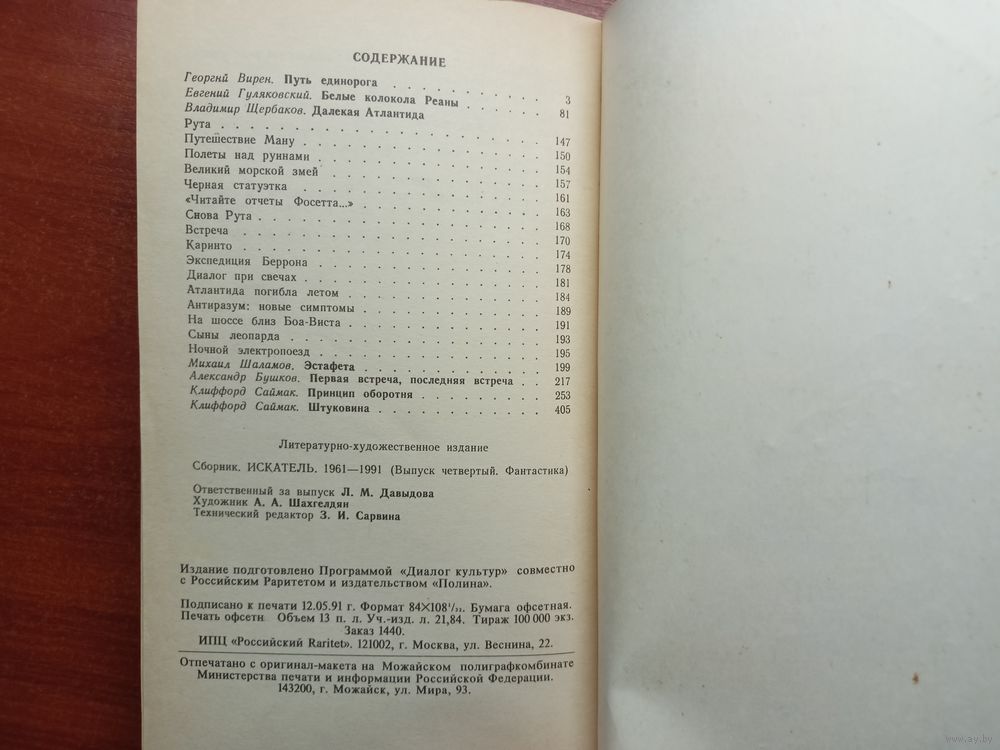 СОДЕРЖАНИЕ
Георгий Вирен. Путь единорога . . . . . . . . . . 3
Евгений Гуляковский. Белые колокола Реаны . . . . . 81
Владимир Щербаков. Далекая Атлантида
Рута . . . . . . . . . . . . . . . . . . . . 147
Путешествие Ману . . . . . . . . . . . . . . . 150
Полеты над руинами . . . . . . . . . . . . . . 154
Великий морской змей . . . . . . . . . . . . . 157
Черная статуэтка . . . . . . . . . . . . . . . 161
«Читайте отчеты Фосетта...» . . . . . . . . . . . 163
Снова Рута . . . . . . . . . . . . . . . . . . 168
Встреча . . . . . . . . . . . . . . . . . . . 170
Каринто . . . . . . . . . . . . . . . . . . . 174
Экспедиция Беррона . . . . . . . . . . . . . . 178
Диалог при свечах . . . . . . . . . . . . . . . 181
Атлантида погибла летом . . . . . . . . . . . . 184
Антиразум: новые симптомы . . . . . . . . . . . 189
На шоссе близ Боа-Виста . . . . . . . . . . . . 191
Сыны леопарда . . . . . . . . . . . . . . . . 193
Ночной электропоезд . . . . . . . . . . . . . . 195
Михаил Шаламов. Эстафета . . . . . . . . . . . . 199
Александр Бушков. Первая встреча, последняя встреча . . 217
Клиффорд Саймак. Принцип оборотня . . . . . . . . 253
Клиффорд Саймак. Штуковина . . . . . . . . . . . 405
Литературно-художественное издание
Сборник. ИСКАТЕЛЬ. 1961—1991 (Выпуск четвертый. Фантастика)
Ответственный за выпуск Л. М. Давыдова
Художник А. А. Шахгелдян
Технический редактор З. И. Сарвина
Издание подготовлено Программой «Диалог культур» совместно
с Российским Раритетом и издательством «Полина».
Подписано к печати 12.05.91 г. Формат 84×108¹/₃₂. Бумага офсетная.
Печать офсетн Объем 13 п. л. Уч.-изд. л. 21,84. Тираж 100 000 экз.
Заказ 1440.
ИПЦ «Российский Raritet». 121002, г. Москва, ул. Веснина, 22.
Отпечатано с оригинал-макета на Можайском полиграфкомбинате
Министерства печати и информации Российской Федерации.
143200, г. Можайск, ул. Мира, 93.
www.ay.by